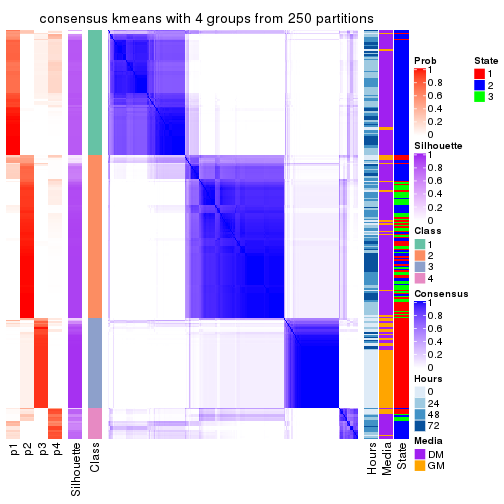 consensus kmeans with 4 groups from 250 partitions
p1
p2
p3
p4
Silhouette
Class
Hours
Media
State
Prob
1
0.8
0.6
0.4
0.2
0
Silhouette
1
0.8
0.6
0.4
0.2
0
Class
1
2
3
4
Consensus
1
0.8
0.6
0.4
0.2
0
Hours
0
24
48
72
Media
DM
GM
State
1
2
3